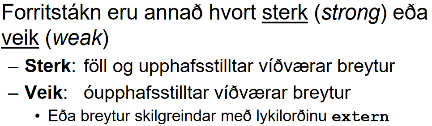 Forritstákn eru annað hvort sterk (strong) eða
veik (weak)
– Sterk: föll og upphafsstilltar víðværar breytur
– Veik: óupphafsstilltar víðværar breytur
• Eða breytur skilgreindar með lykilorðinu extern